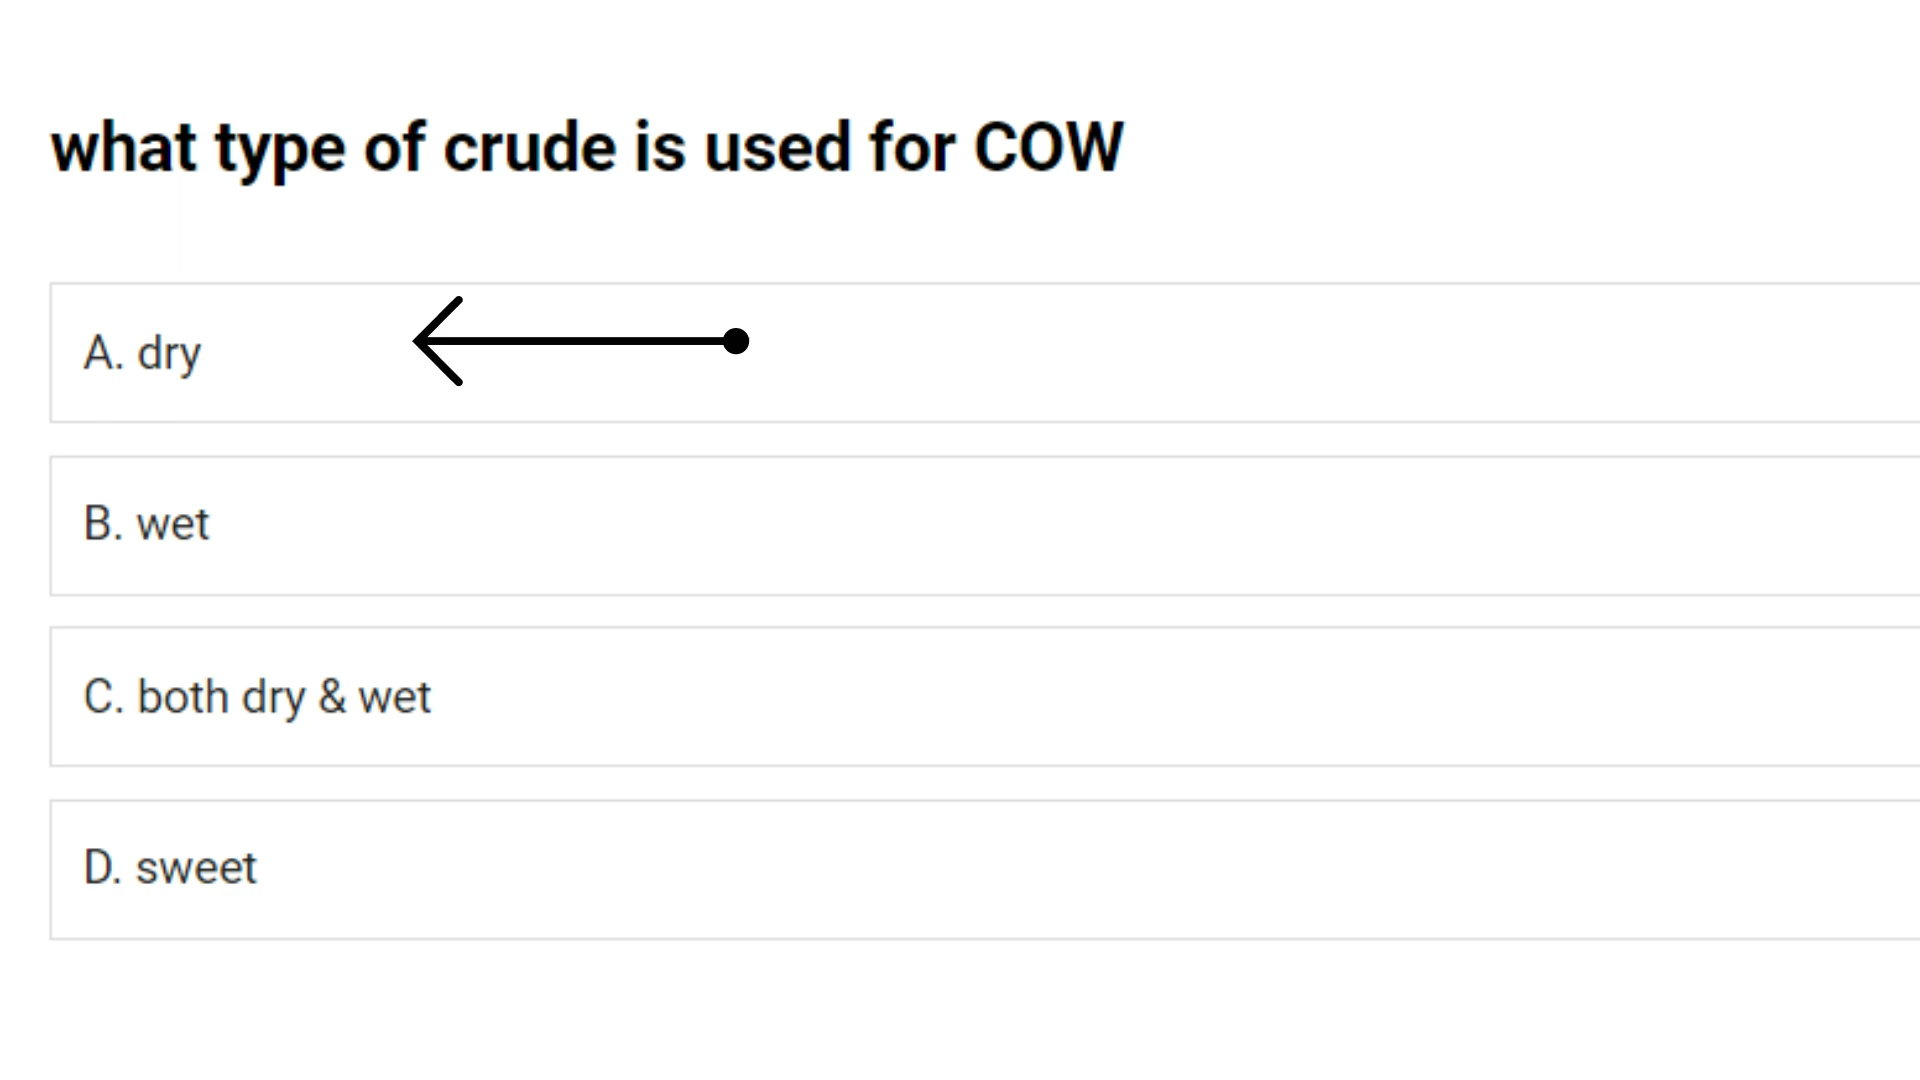 what type of crude is used for COW
A. dry
B. wet
C. both dry & wet
D. sweet